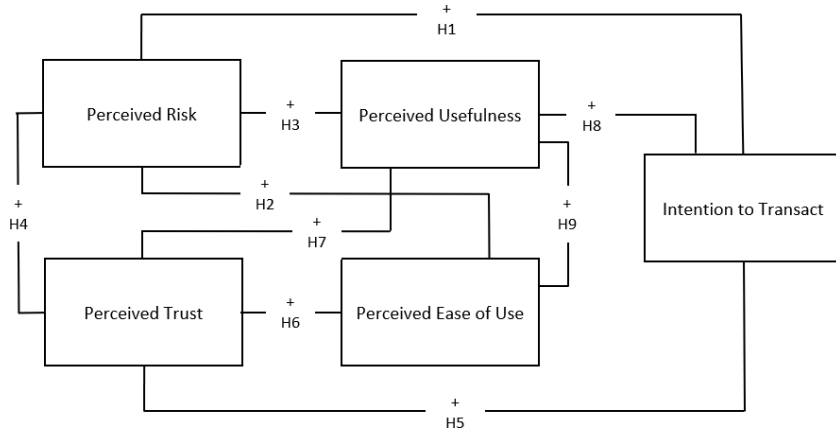 +
H1
Perceived Risk
+
H3
Perceived Usefulness
+
H8
+
H2
+
H4
+
H7
+
H9
Intention to Transact
Perceived Trust
+
H6
Perceived Ease of Use
+
H5